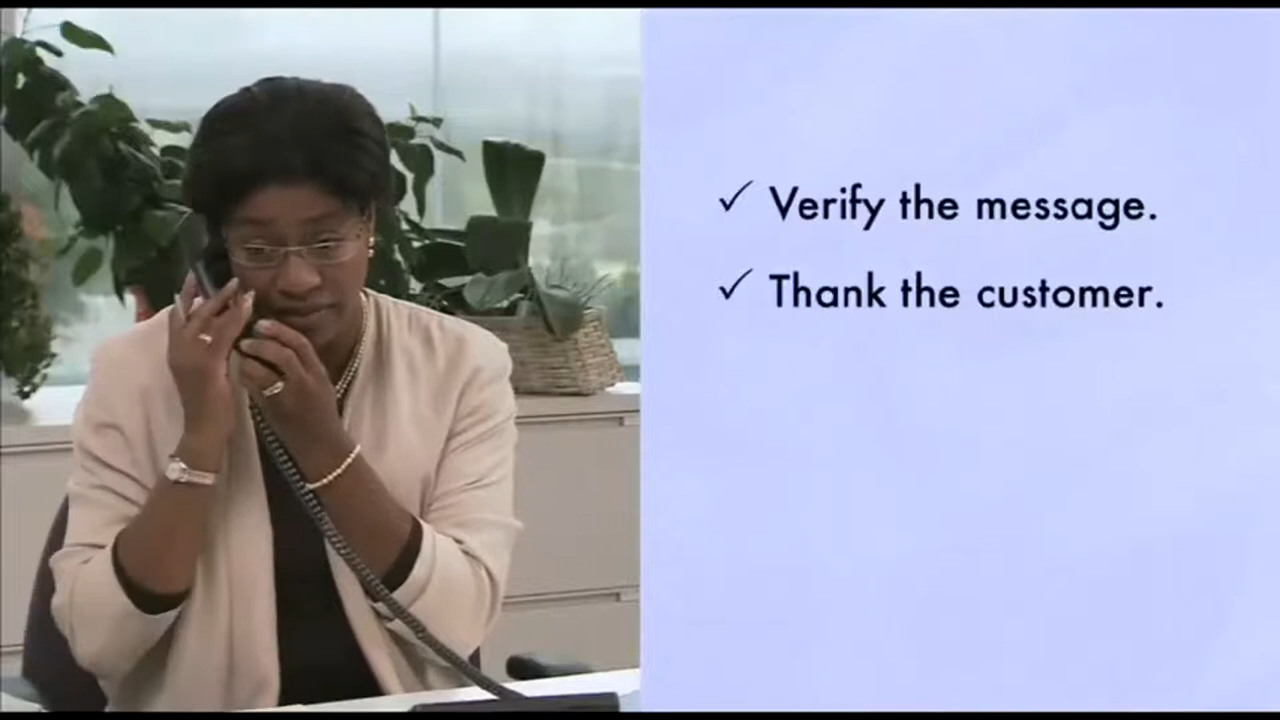 ✓ Verify the message.
✓ Thank the customer.